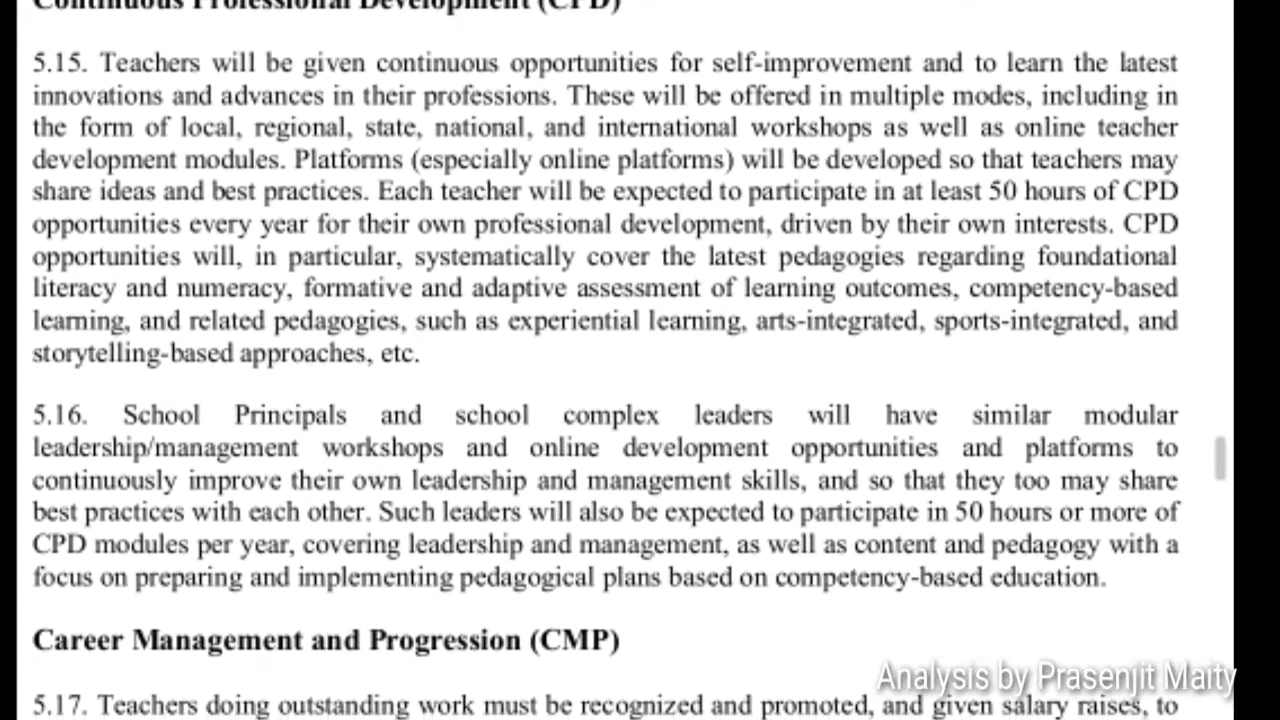 Continuous Professional Development (CPD)
5.15. Teachers will be given continuous opportunities for self-improvement and to learn the latest
innovations and advances in their professions. These will be offered in multiple modes, including in
the form of local, regional, state, national, and international workshops as well as online teacher
development modules. Platforms (especially online platforms) will be developed so that teachers may
share ideas and best practices. Each teacher will be expected to participate in at least 50 hours of CPD
opportunities every year for their own professional development, driven by their own interests. CPD
opportunities will, in particular, systematically cover the latest pedagogies regarding foundational
literacy and numeracy, formative and adaptive assessment of learning outcomes, competency-based
learning, and related pedagogies, such as experiential learning, arts-integrated, sports-integrated, and
storytelling-based approaches, etc.
5.16. School Principals and school complex leaders will have similar modular
leadership/management workshops and online development opportunities and platforms to
continuously improve their own leadership and management skills, and so that they too may share
best practices with each other. Such leaders will also be expected to participate in 50 hours or more of
CPD modules per year, covering leadership and management, as well as content and pedagogy with a
focus on preparing and implementing pedagogical plans based on competency-based education.
Career Management and Progression (CMP)
Analysis by Prasenjit Maity
5.17. Teachers doing outstanding work must be recognized and promoted, and given salary raises, to